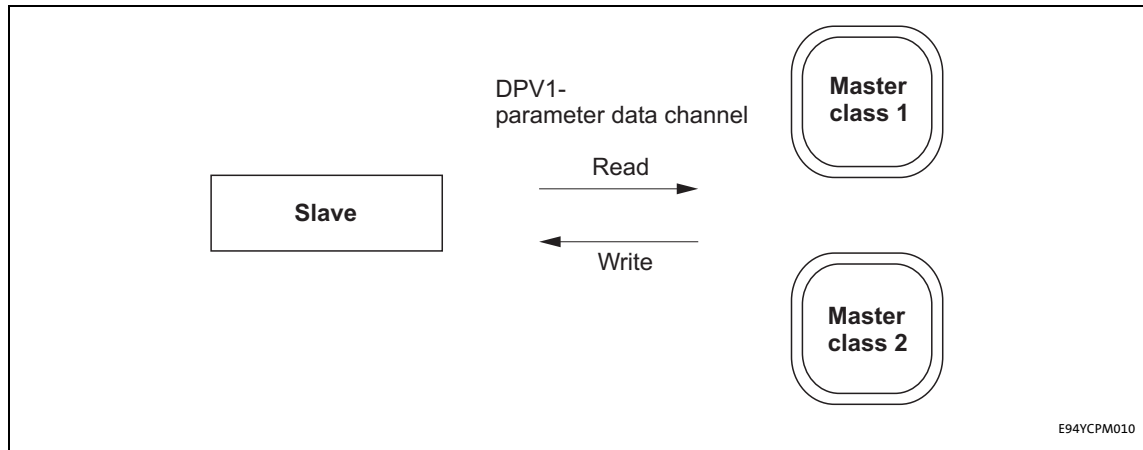 DPV1-
parameter data channel
Master
class 1
Read
Slave
Write
Master
class 2
E94YCPM010